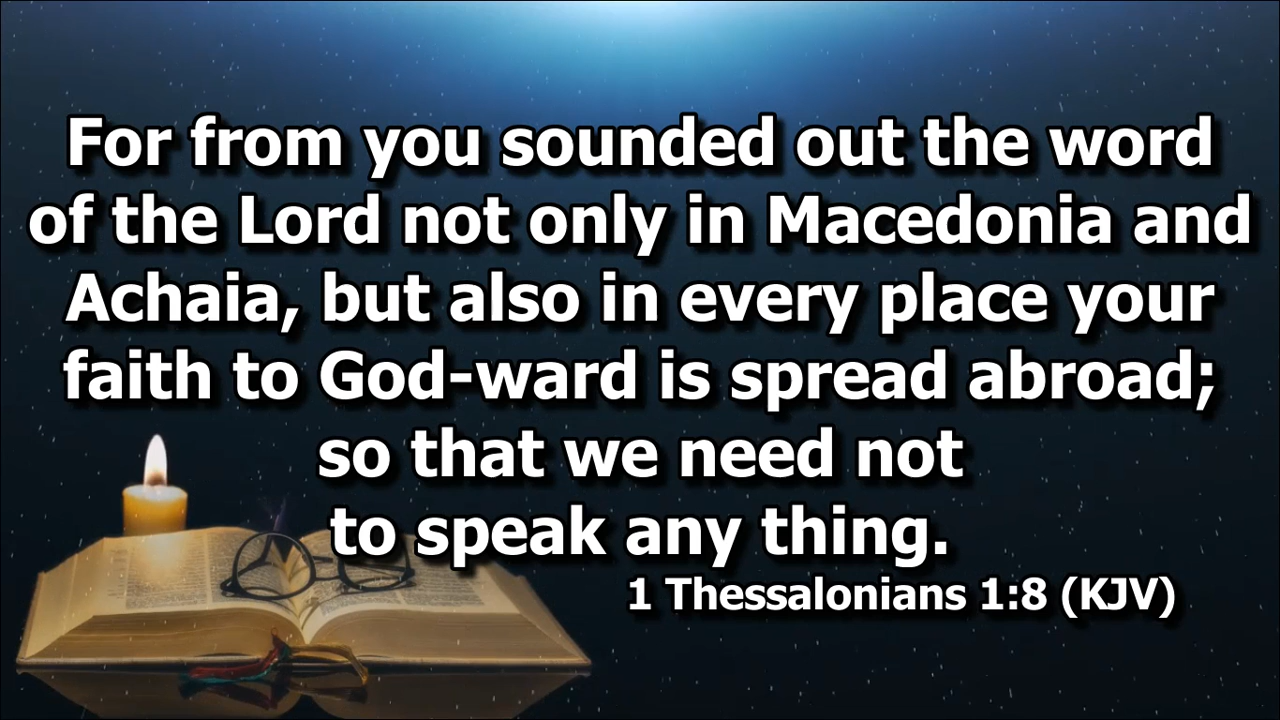 For from you sounded out the word
of the Lord not only in Macedonia and
Achaia, but also in every place your
faith to God-ward is spread abroad;
so that we need not
to speak any thing.
1 Thessalonians 1:8 (KJV)